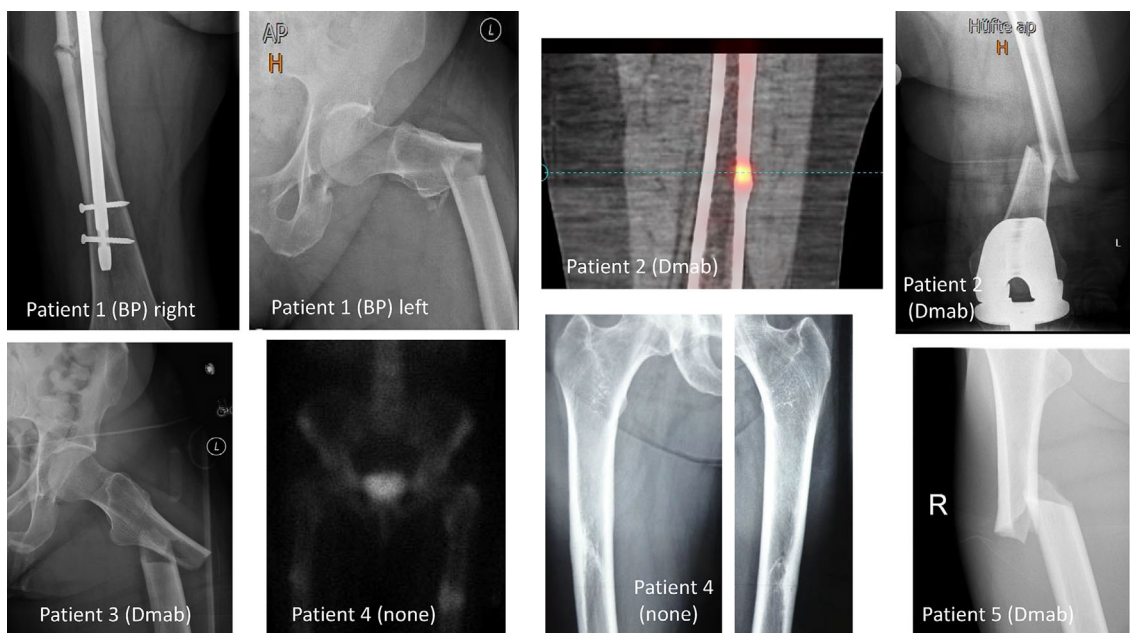 AP
H
L
Hüfte ap
H
Patient 1 (BP) right
Patient 1 (BP) left
Patient 2 (Dmab)
L
Patient 2
(Dmab)
L
Patient 3 (Dmab)
Patient 4 (none)
Patient 4
(none)
R
Patient 5 (Dmab)